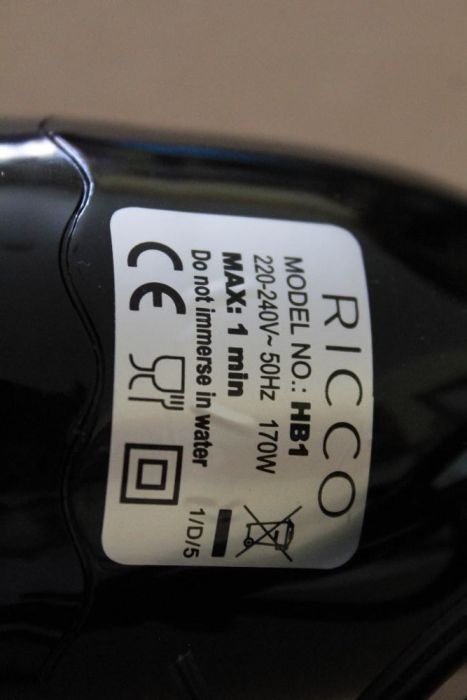 RICCO
MODEL NO.: HB1
220-240V~ 50Hz 170W
MAX: 1 min
Do not immerse in water
1/D/5
CE